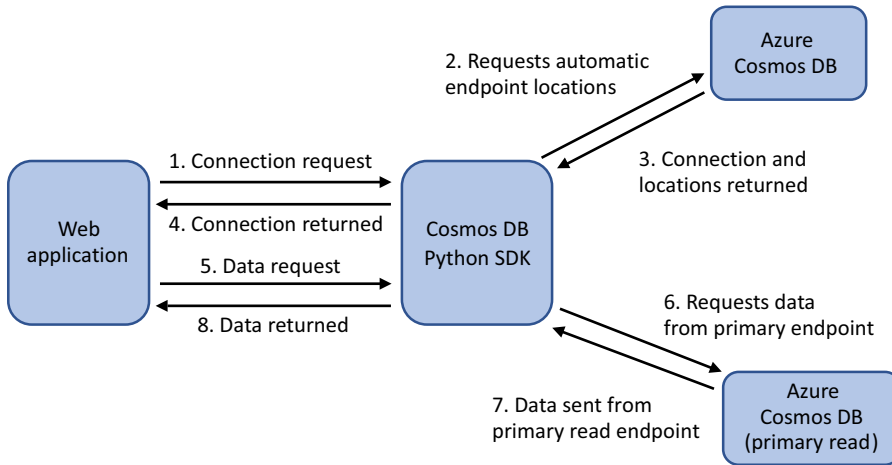 2. Requests automatic
endpoint locations
Azure
Cosmos DB
1. Connection request
3. Connection and
locations returned
Web
application
4. Connection returned
Cosmos DB
Python SDK
5. Data request
8. Data returned
6. Requests data
from primary endpoint
7. Data sent from
primary read endpoint
Azure
Cosmos DB
(primary read)